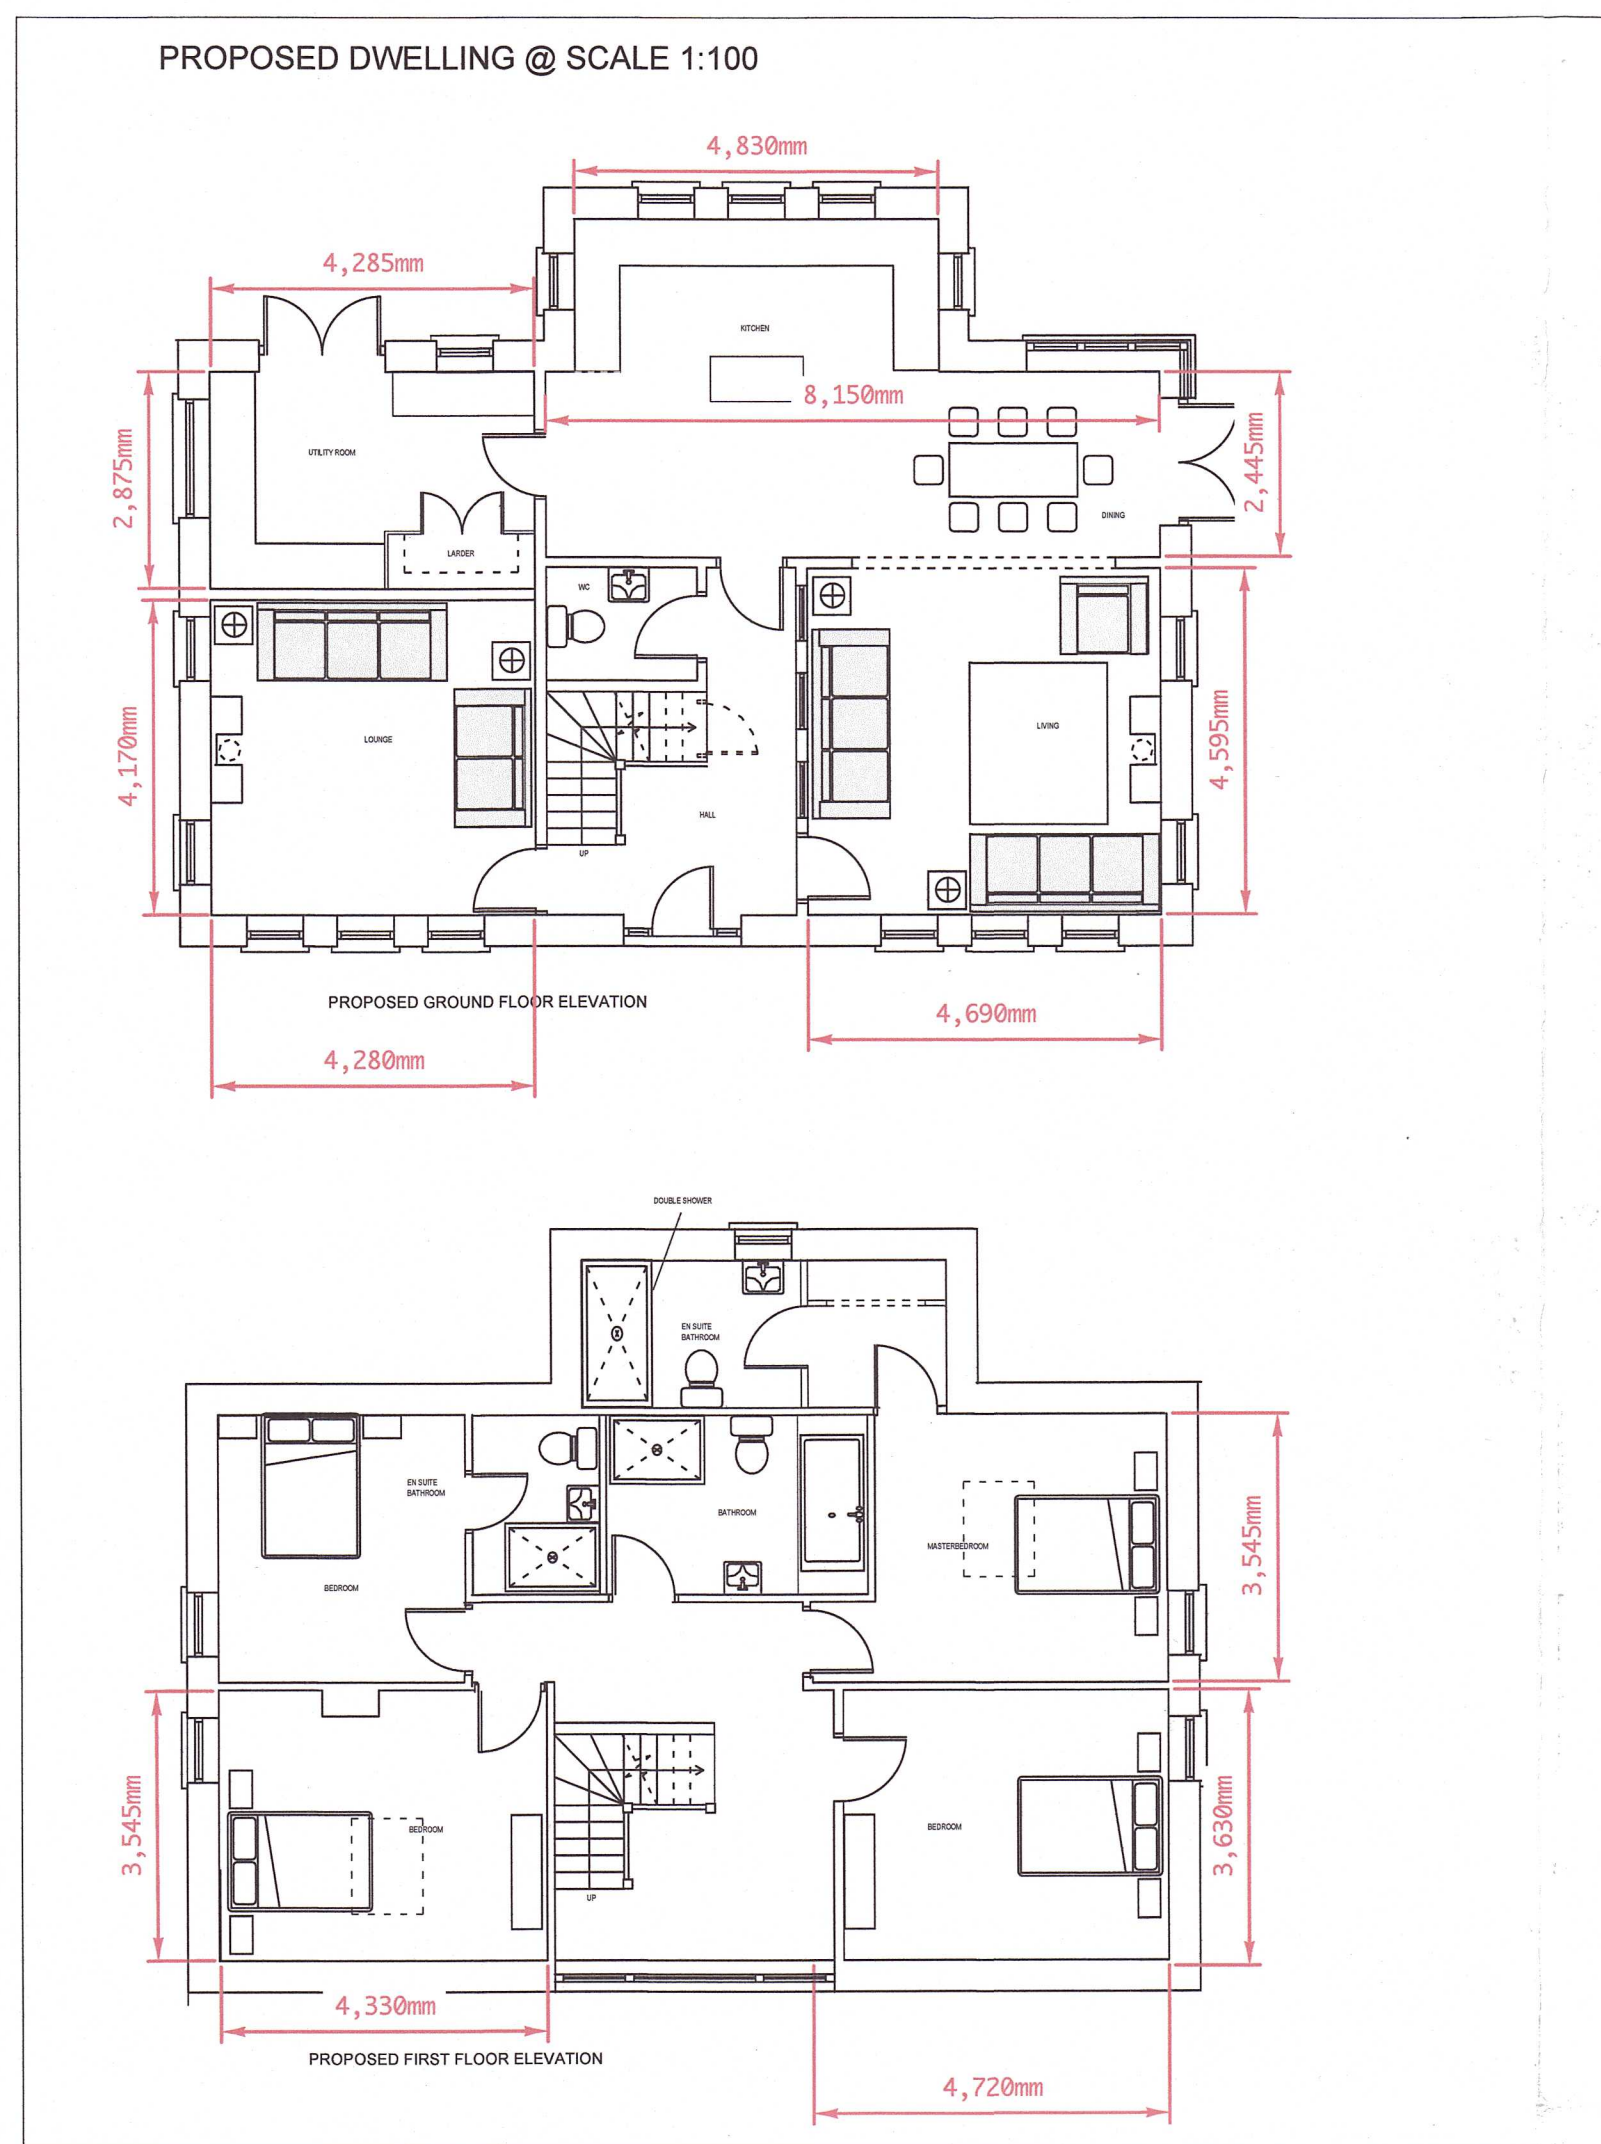 PROPOSED DWELLING @ SCALE 1:100
4,830mm
4,285mm
KITCHEN
8,150mm
2,875mm
UTILITY ROOM
2,445mm
DINING
LARDER
WC
4,170mm
LOUNGE
LIVING
4,595mm
HALL
UP
PROPOSED GROUND FLOOR ELEVATION
4,690mm
4,280mm
DOUBLE SHOWER
EN SUITE
BATHROOM
EN SUITE
BATHROOM
BATHROOM
MASTERBEDROOM
3,545mm
BEDROOM
3,545mm
BEDROOM
BEDROOM
3,630mm
UP
4,330mm
PROPOSED FIRST FLOOR ELEVATION
4,720mm